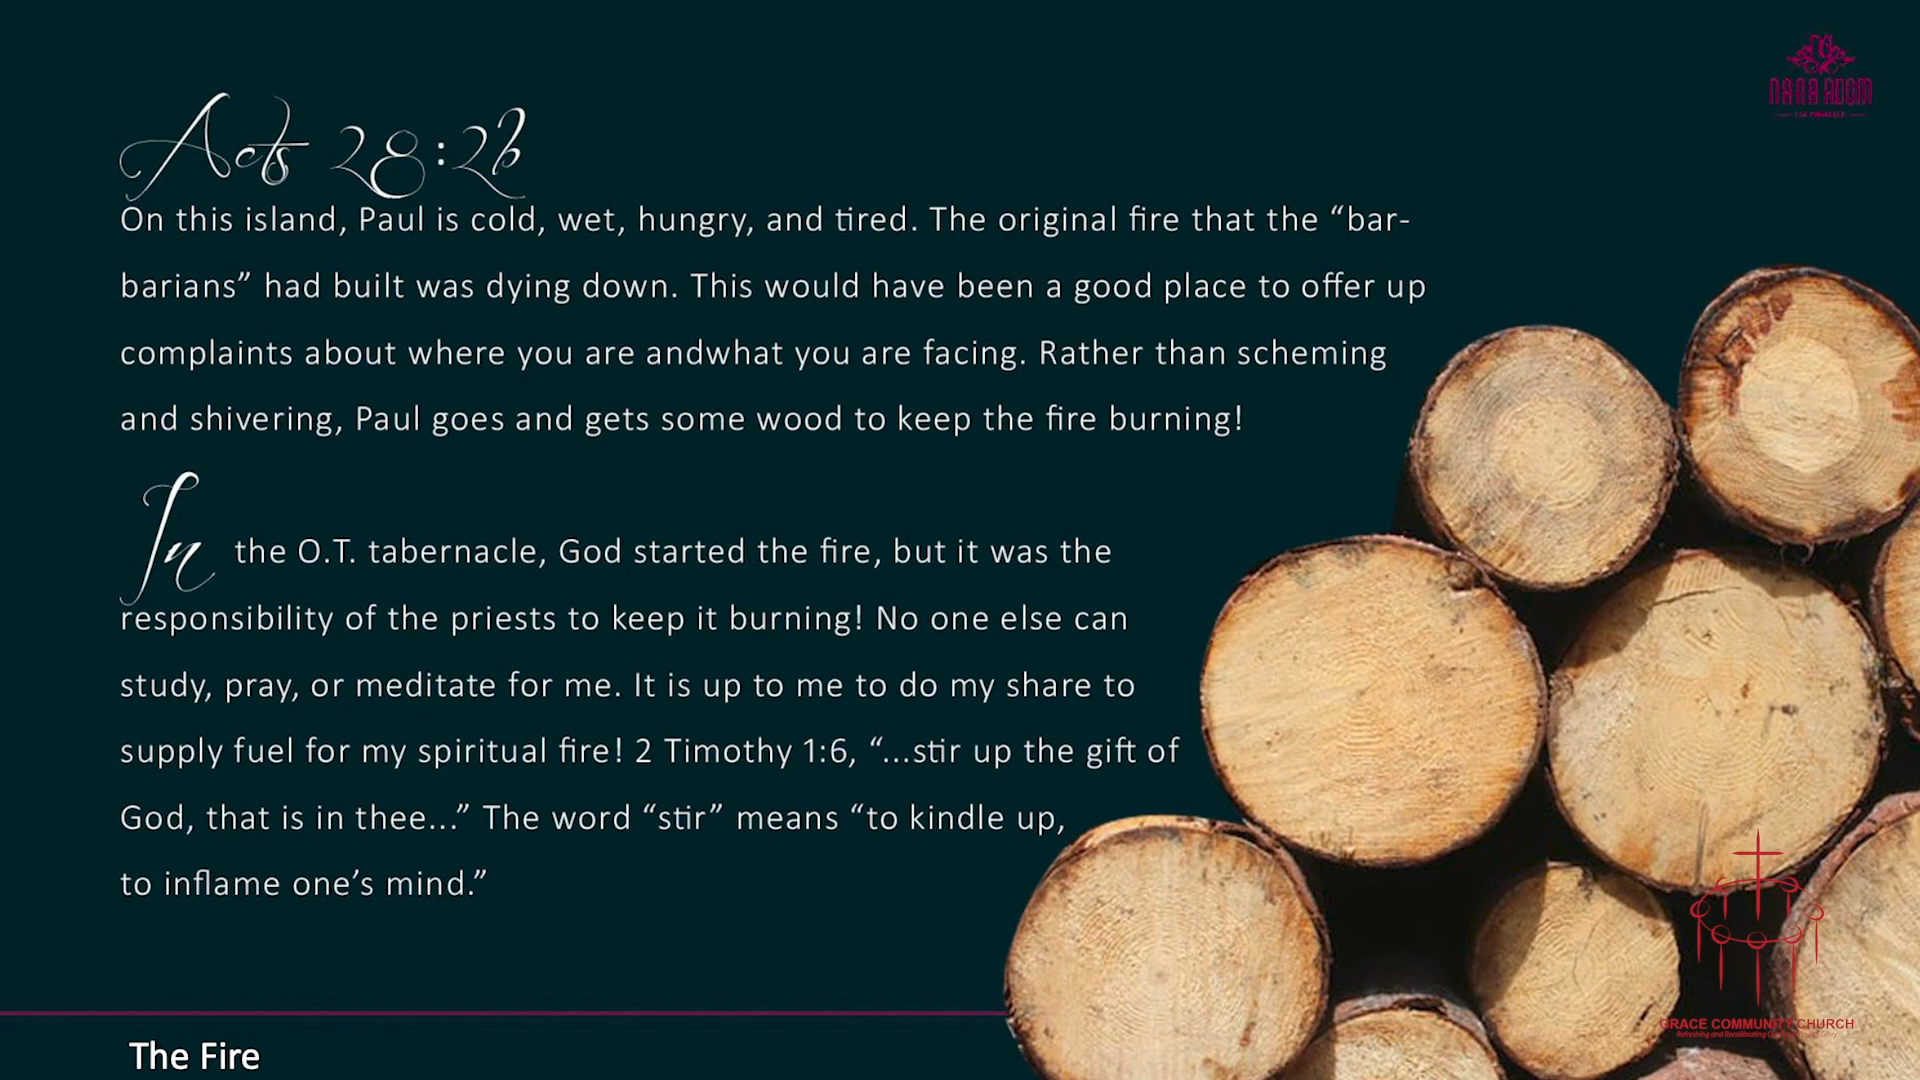 NANA ADOM
Acts 28:2b
On this island, Paul is cold, wet, hungry, and tired. The original fire that the “bar-
barians” had built was dying down. This would have been a good place to offer up
complaints about where you are andwhat you are facing. Rather than scheming
and shivering, Paul goes and gets some wood to keep the fire burning!
In the O.T. tabernacle, God started the fire, but it was the
responsibility of the priests to keep it burning! No one else can
study, pray, or meditate for me. It is up to me to do my share to
supply fuel for my spiritual fire! 2 Timothy 1:6, “...stir up the gift of
God, that is in thee...” The word “stir” means “to kindle up,
to inflame one’s mind.”
GRACE COMMUNITY CHURCH
The Fire